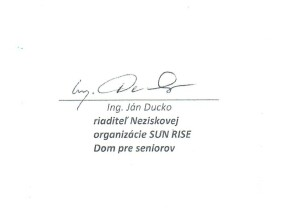 Ing. Ján Ducko
riaditeľ Neziskovej
organizácie SUN RISE
Dom pre seniorov